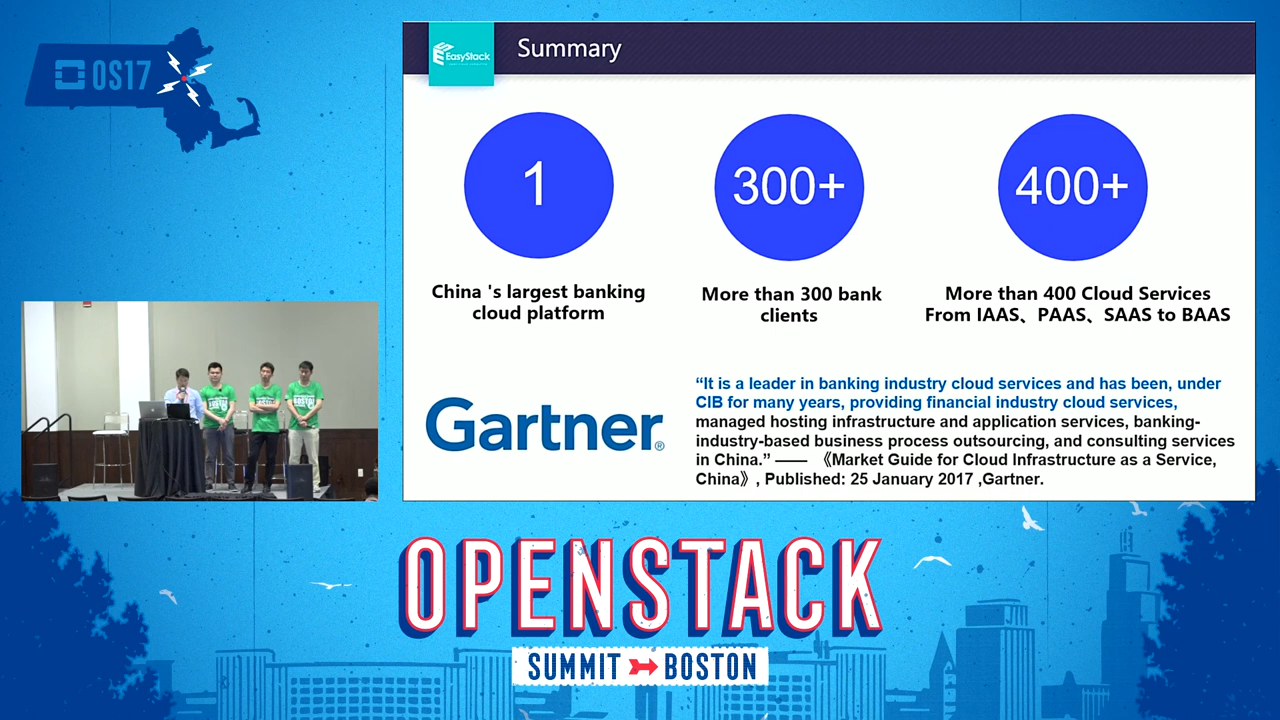 OS17
EasyStack
Summary
1
300+
400+
China 's largest banking
cloud platform
More than 300 bank
clients
More than 400 Cloud Services
From IAAS、PAAS、SAAS to BAAS
Gartner®
“It is a leader in banking industry cloud services and has been, under
CIB for many years, providing financial industry cloud services,
managed hosting infrastructure and application services, banking-
industry-based business process outsourcing, and consulting services
in China.” —— 《Market Guide for Cloud Infrastructure as a Service,
China》, Published: 25 January 2017 ,Gartner.
BOSTON
OPENSTACK
SUMMIT BOSTON